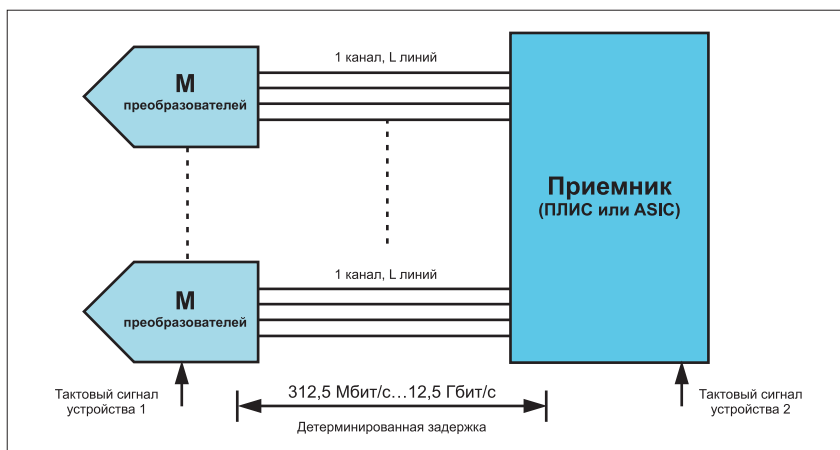 1 канал, L линий
М
преобразователей
Приемник
(ПЛИС или ASIC)
1 канал, L линий
М
преобразователей
Тактовый сигнал
устройства 1
312,5 Мбит/с…12,5 Гбит/с
Детерминированная задержка
Тактовый сигнал
устройства 2